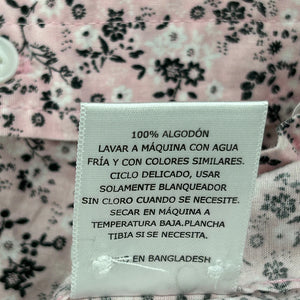 100% ALGODÓN
LAVAR A MÁQUINA CON AGUA
FRÍA Y CON COLORES SIMILARES.
CICLO DELICADO, USAR
SOLAMENTE BLANQUEADOR
SIN CLORO CUANDO SE NECESITE.
SECAR EN MÁQUINA A
TEMPERATURA BAJA.PLANCHA
TIBIA SI SE NECESITA.
IN BANGLADESH